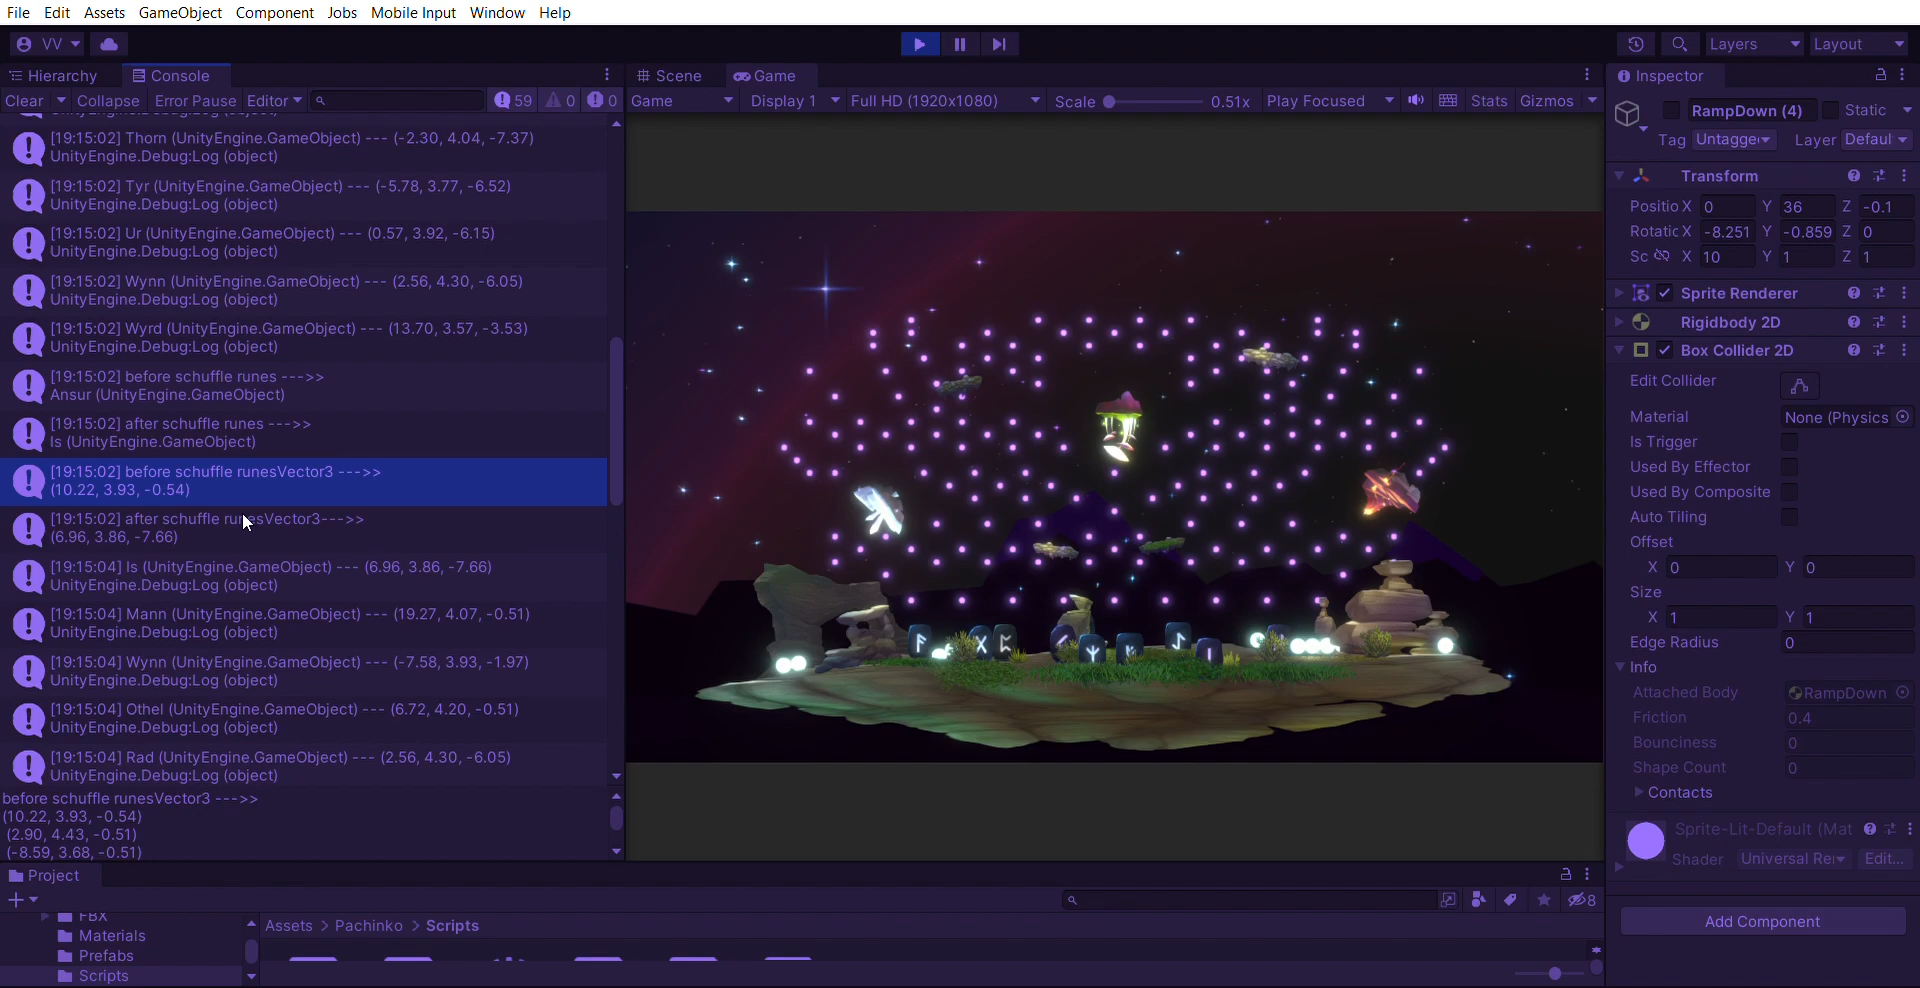 File Edit Assets GameObject Component Jobs Mobile Input Window Help
VV Layers Layout
Hierarchy Console
Clear Collapse Error Pause Editor 59 0 0
[19:15:02] Thorn (UnityEngine.GameObject) --- (-2.30, 4.04, -7.37)
UnityEngine.Debug:Log (object)
[19:15:02] Tyr (UnityEngine.GameObject) --- (-5.78, 3.77, -6.52)
UnityEngine.Debug:Log (object)
[19:15:02] Ur (UnityEngine.GameObject) --- (0.57, 3.92, -6.15)
UnityEngine.Debug:Log (object)
[19:15:02] Wynn (UnityEngine.GameObject) --- (2.56, 4.30, -6.05)
UnityEngine.Debug:Log (object)
[19:15:02] Wyrd (UnityEngine.GameObject) --- (13.70, 3.57, -3.53)
UnityEngine.Debug:Log (object)
[19:15:02] before schuffle runes --->>
Ansur (UnityEngine.GameObject)
[19:15:02] after schuffle runes --->>
Is (UnityEngine.GameObject)
[19:15:02] before schuffle runesVector3 --->>
(10.22, 3.93, -0.54)
[19:15:02] after schuffle runesVector3--->>
(6.96, 3.86, -7.66)
[19:15:04] Is (UnityEngine.GameObject) --- (6.96, 3.86, -7.66)
UnityEngine.Debug:Log (object)
[19:15:04] Mann (UnityEngine.GameObject) --- (19.27, 4.07, -0.51)
UnityEngine.Debug:Log (object)
[19:15:04] Wynn (UnityEngine.GameObject) --- (-7.58, 3.93, -1.97)
UnityEngine.Debug:Log (object)
[19:15:04] Othel (UnityEngine.GameObject) --- (6.72, 4.20, -0.51)
UnityEngine.Debug:Log (object)
[19:15:04] Rad (UnityEngine.GameObject) --- (2.56, 4.30, -6.05)
UnityEngine.Debug:Log (object)
before schuffle runesVector3 --->>
(10.22, 3.93, -0.54)
(2.90, 4.43, -0.51)
(-8.59, 3.68, -0.51)
Scene Game
Game Display 1 Full HD (1920x1080) Scale 0.51x Play Focused Stats Gizmos
Inspector
RampDown (4) Static
Tag Untagge Layer Defaul
Transform
Positio X 0 Y 36 Z -0.1
Rotatic X -8.251 Y -0.859 Z 0
Sc X 10 Y 1 Z 1
Sprite Renderer
Rigidbody 2D
Box Collider 2D
Edit Collider
Material None (Physics
Is Trigger
Used By Effector
Used By Composite
Auto Tiling
Offset
X 0 Y 0
Size
X 1 Y 1
Edge Radius 0
Info
Attached Body RampDown
Friction 0.4
Bounciness 0
Shape Count 0
Contacts
Sprite-Lit-Default (Mat
Shader Universal Re Edit...
Add Component
Project
8
FBX
Materials
Prefabs
Scripts
Assets > Pachinko > Scripts